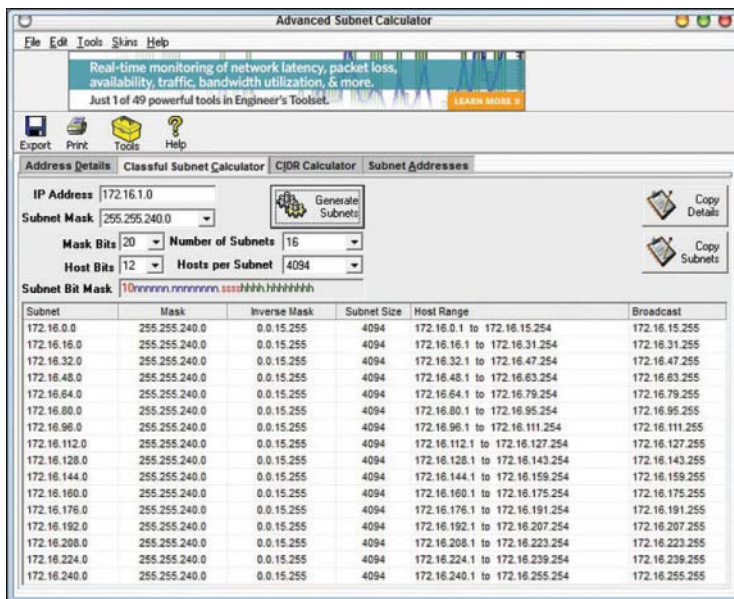 Advanced Subnet Calculator
File Edit Tools Skins Help
Real-time monitoring of network latency, packet loss,
availability, traffic, bandwidth utilization, & more.
Just 1 of 49 powerful tools in Engineer's Toolset.
LEARN MORE »
Export Print Tools Help
Address Details Classful Subnet Calculator CIDR Calculator Subnet Addresses
IP Address 172.16.1.0 Generate Subnets Copy Details
Subnet Mask 255.255.240.0
Mask Bits 20 Number of Subnets 16 Copy Subnets
Host Bits 12 Hosts per Subnet 4094
Subnet Bit Mask 10nnnnnn.nnnnnnnn.sssshhhh.hhhhhhhh
Subnet Mask Inverse Mask Subnet Size Host Range Broadcast
172.16.0.0 255.255.240.0 0.0.15.255 4094 172.16.0.1 to 172.16.15.254 172.16.15.255
172.16.16.0 255.255.240.0 0.0.15.255 4094 172.16.16.1 to 172.16.31.254 172.16.31.255
172.16.32.0 255.255.240.0 0.0.15.255 4094 172.16.32.1 to 172.16.47.254 172.16.47.255
172.16.48.0 255.255.240.0 0.0.15.255 4094 172.16.48.1 to 172.16.63.254 172.16.63.255
172.16.64.0 255.255.240.0 0.0.15.255 4094 172.16.64.1 to 172.16.79.254 172.16.79.255
172.16.80.0 255.255.240.0 0.0.15.255 4094 172.16.80.1 to 172.16.95.254 172.16.95.255
172.16.96.0 255.255.240.0 0.0.15.255 4094 172.16.96.1 to 172.16.111.254 172.16.111.255
172.16.112.0 255.255.240.0 0.0.15.255 4094 172.16.112.1 to 172.16.127.254 172.16.127.255
172.16.128.0 255.255.240.0 0.0.15.255 4094 172.16.128.1 to 172.16.143.254 172.16.143.255
172.16.144.0 255.255.240.0 0.0.15.255 4094 172.16.144.1 to 172.16.159.254 172.16.159.255
172.16.160.0 255.255.240.0 0.0.15.255 4094 172.16.160.1 to 172.16.175.254 172.16.175.255
172.16.176.0 255.255.240.0 0.0.15.255 4094 172.16.176.1 to 172.16.191.254 172.16.191.255
172.16.192.0 255.255.240.0 0.0.15.255 4094 172.16.192.1 to 172.16.207.254 172.16.207.255
172.16.208.0 255.255.240.0 0.0.15.255 4094 172.16.208.1 to 172.16.223.254 172.16.223.255
172.16.224.0 255.255.240.0 0.0.15.255 4094 172.16.224.1 to 172.16.239.254 172.16.239.255
172.16.240.0 255.255.240.0 0.0.15.255 4094 172.16.240.1 to 172.16.255.254 172.16.255.255